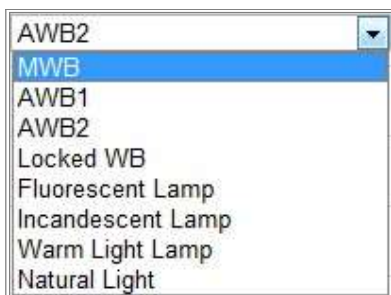 AWB2
MWB
AWB1
AWB2
Locked WB
Fluorescent Lamp
Incandescent Lamp
Warm Light Lamp
Natural Light